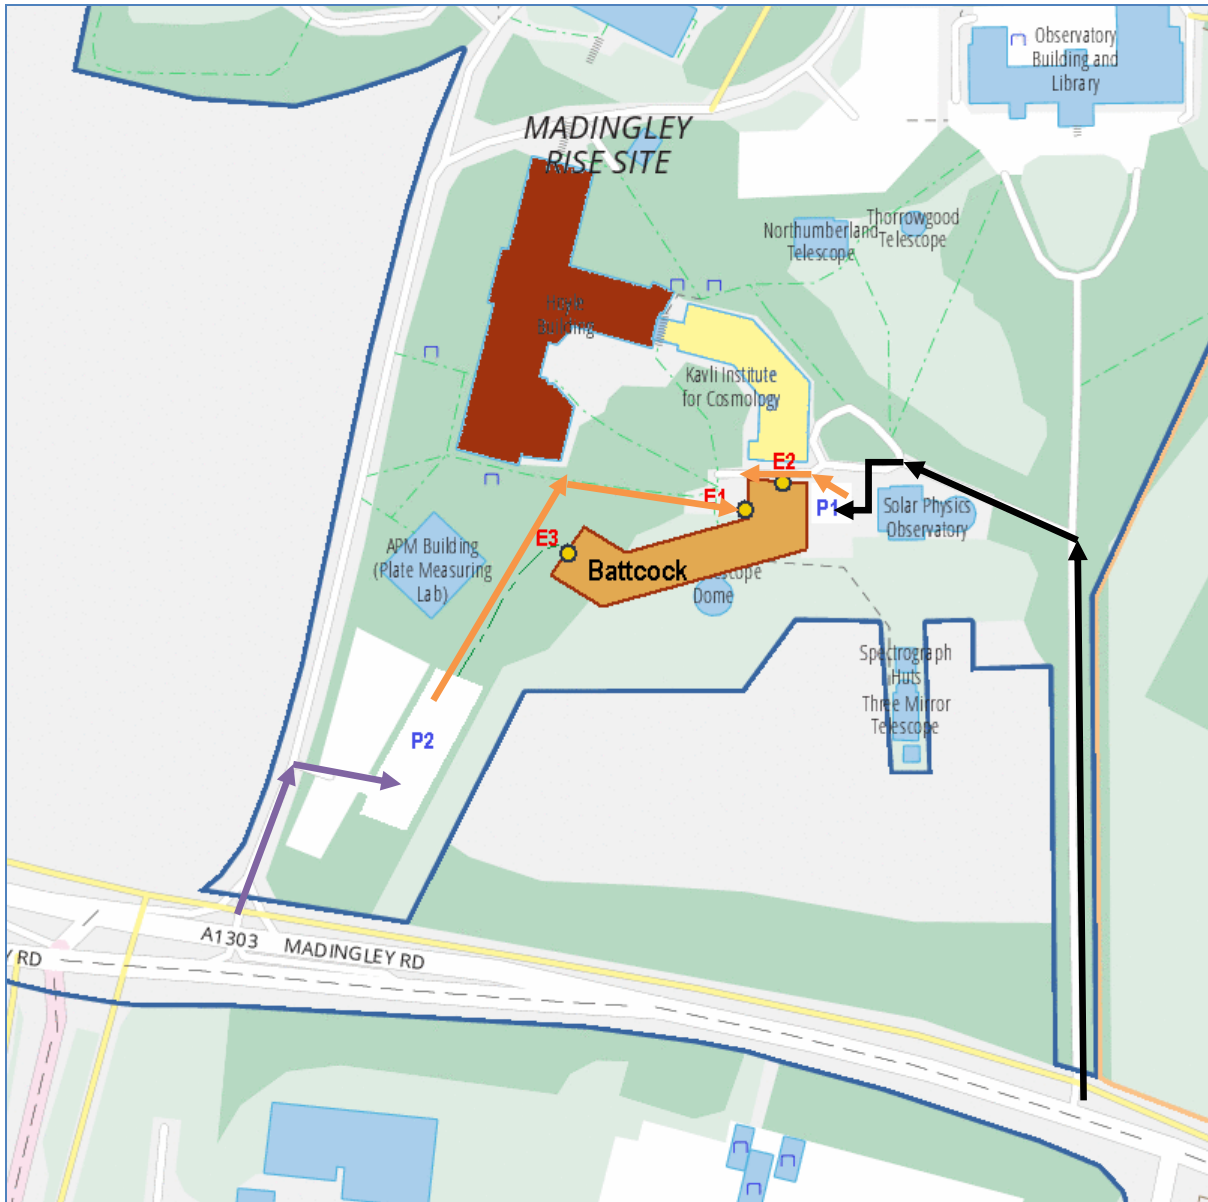 Observatory
Building and
Library
MADINGLEY
RISE SITE
Thorrowgood
Telescope
Northumberland
Telescope
Hoyle
Building
Kavli Institute
for Cosmology
E2
E1
P1
Solar Physics
Observatory
E3
APM Building
(Plate Measuring
Lab)
Battcock
Dome
Spectrograph
Huts
Three Mirror
Telescope
P2
A1303
MADINGLEY RD
Y RD